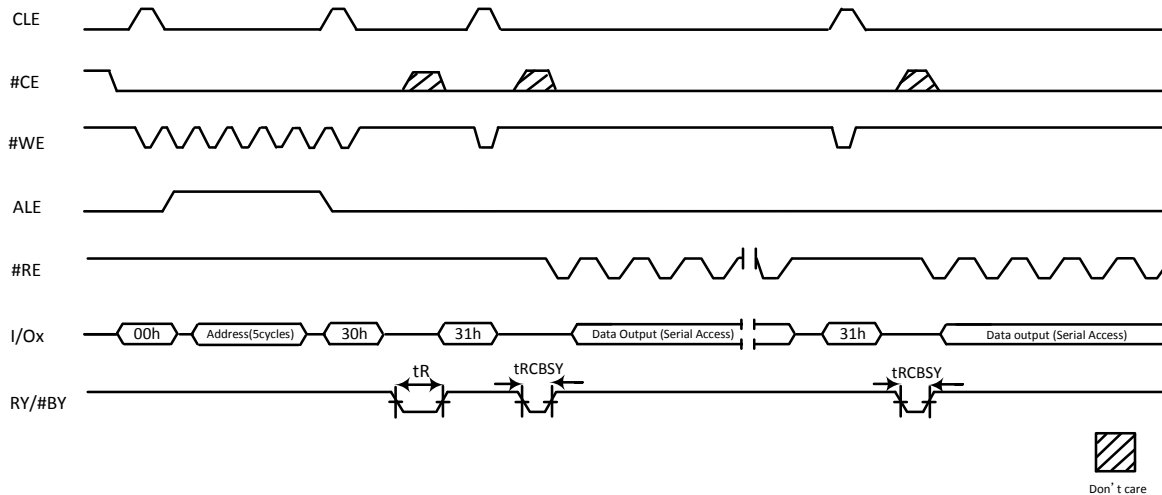 CLE
#CE
#WE
ALE
#RE
I/Ox 00h Address(5cycles) 30h 31h Data Output (Serial Access) 31h Data output (Serial Access)
tR tRCBSY tRCBSY
RY/#BY
Don't care